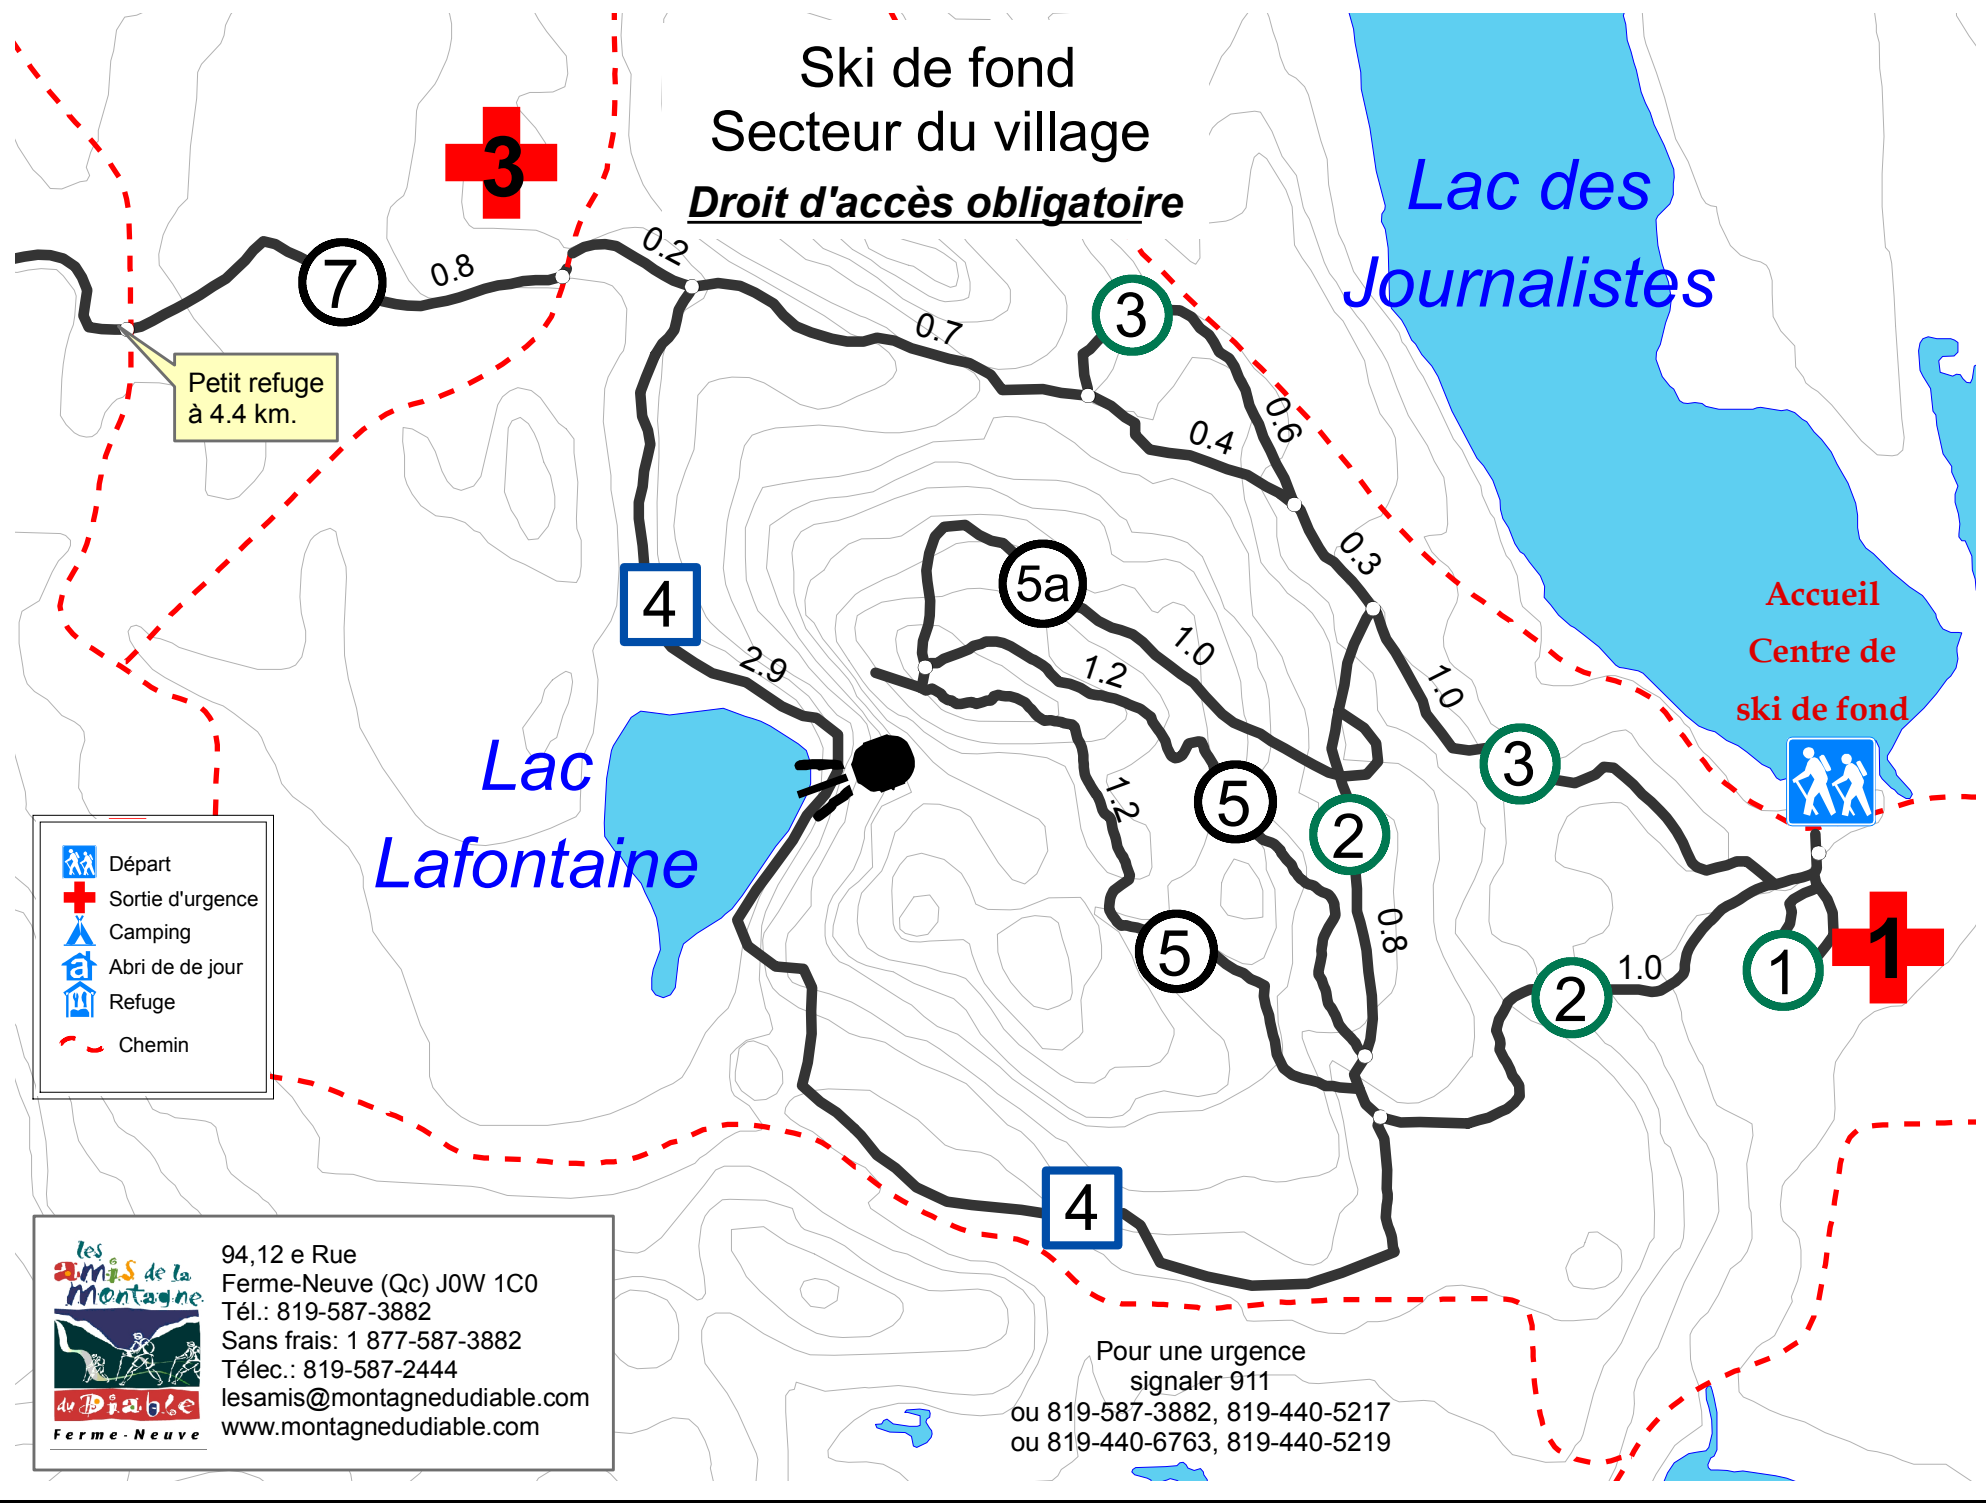 Ski de fond
Secteur du village
Droit d'accès obligatoire
Lac des
Journalistes
3
7
0.8
0.2
0.7
3
0.6
0.4
0.3
Petit refuge
à 4.4 km.
4
2.9
5a
1.0
1.2
1.2
1.0
Accueil
Centre de
ski de fond
Lac
Lafontaine
3
5
2
0.8
5
2
1.0
1
1
4
Départ
Sortie d'urgence
Camping
a
Abri de de jour
Refuge
Chemin
les
amis de la
Montagne
du Diable
Ferme-Neuve
94,12 e Rue
Ferme-Neuve (Qc) J0W 1C0
Tél.: 819-587-3882
Sans frais: 1 877-587-3882
Télec.: 819-587-2444
lesamis@montagnedudiable.com
www.montagnedudiable.com
Pour une urgence
signaler 911
ou 819-587-3882, 819-440-5217
ou 819-440-6763, 819-440-5219